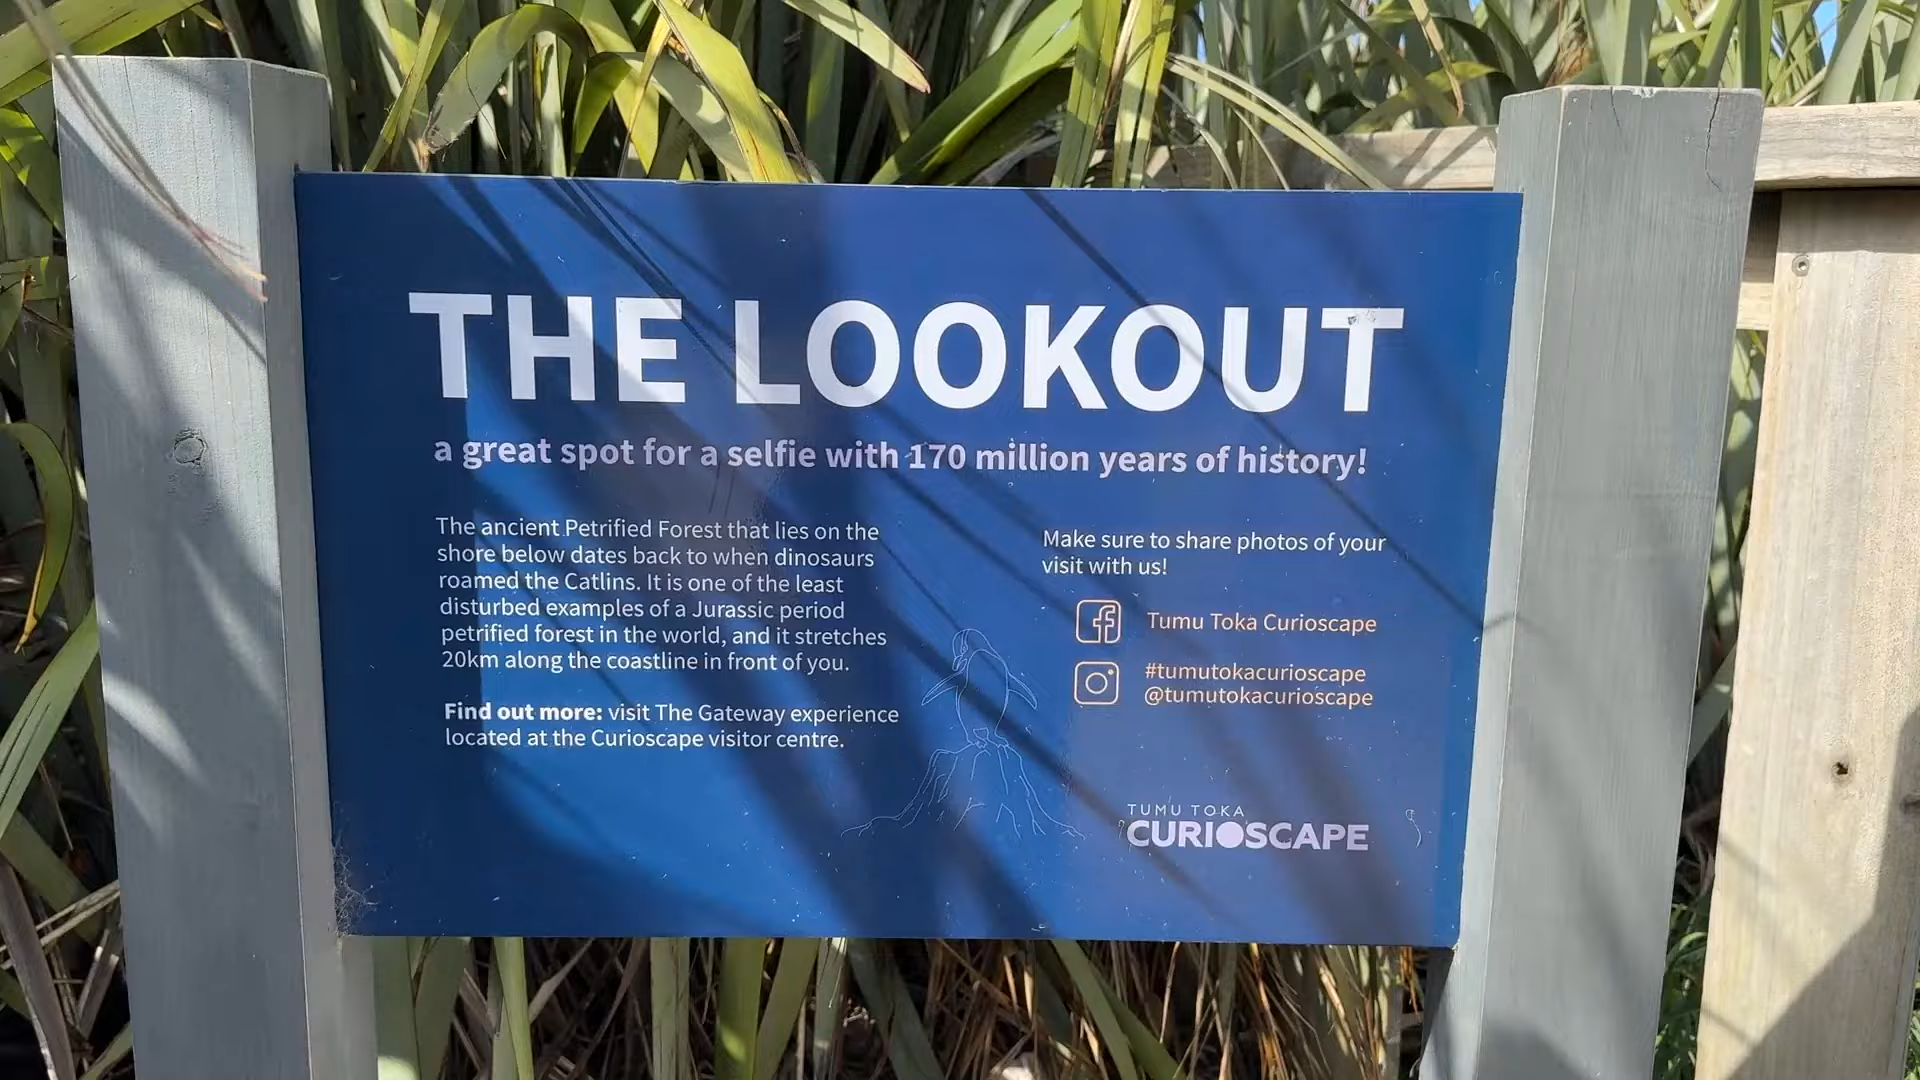 THE LOOKOUT
a great spot for a selfie with 170 million years of history!
The ancient Petrified Forest that lies on the
shore below dates back to when dinosaurs
roamed the Catlins. It is one of the least
disturbed examples of a Jurassic period
petrified forest in the world, and it stretches
20km along the coastline in front of you.
Find out more: visit The Gateway experience
located at the Curioscape visitor centre.
Make sure to share photos of your
visit with us!
Tumu Toka Curioscape
#tumutokacurioscape
@tumutokacurioscape
TUMU TOKA
CURIOSCAPE